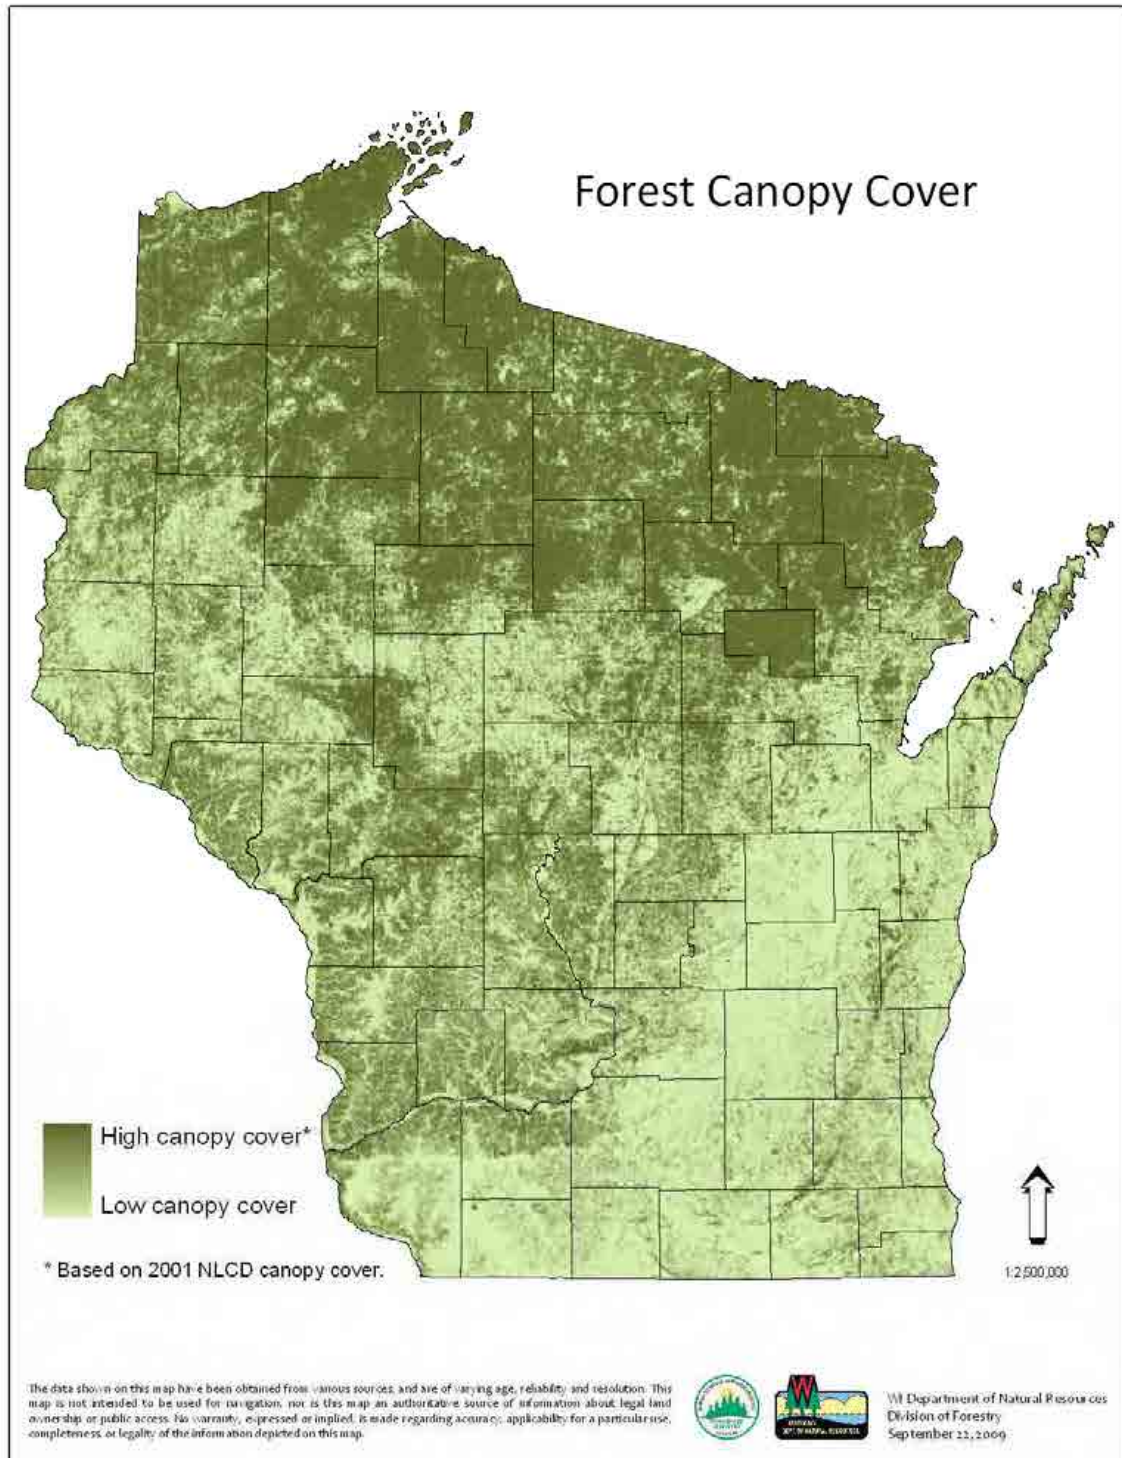 Forest Canopy Cover
High canopy cover*
Low canopy cover
* Based on 2001 NLCD canopy cover.
1:2,500,000
The data shown on this map have been obtained from various sources, and are of varying age, reliability and resolution. This
map is not intended to be used for navigation, nor is this map an authoritative source of information about legal land
ownership or public access. No warranty, expressed or implied, is made regarding accuracy, applicability for a particular use,
completeness, or legality of the information depicted on this map.
WI
WI Department of Natural Resources
Division of Forestry
September 22, 2009